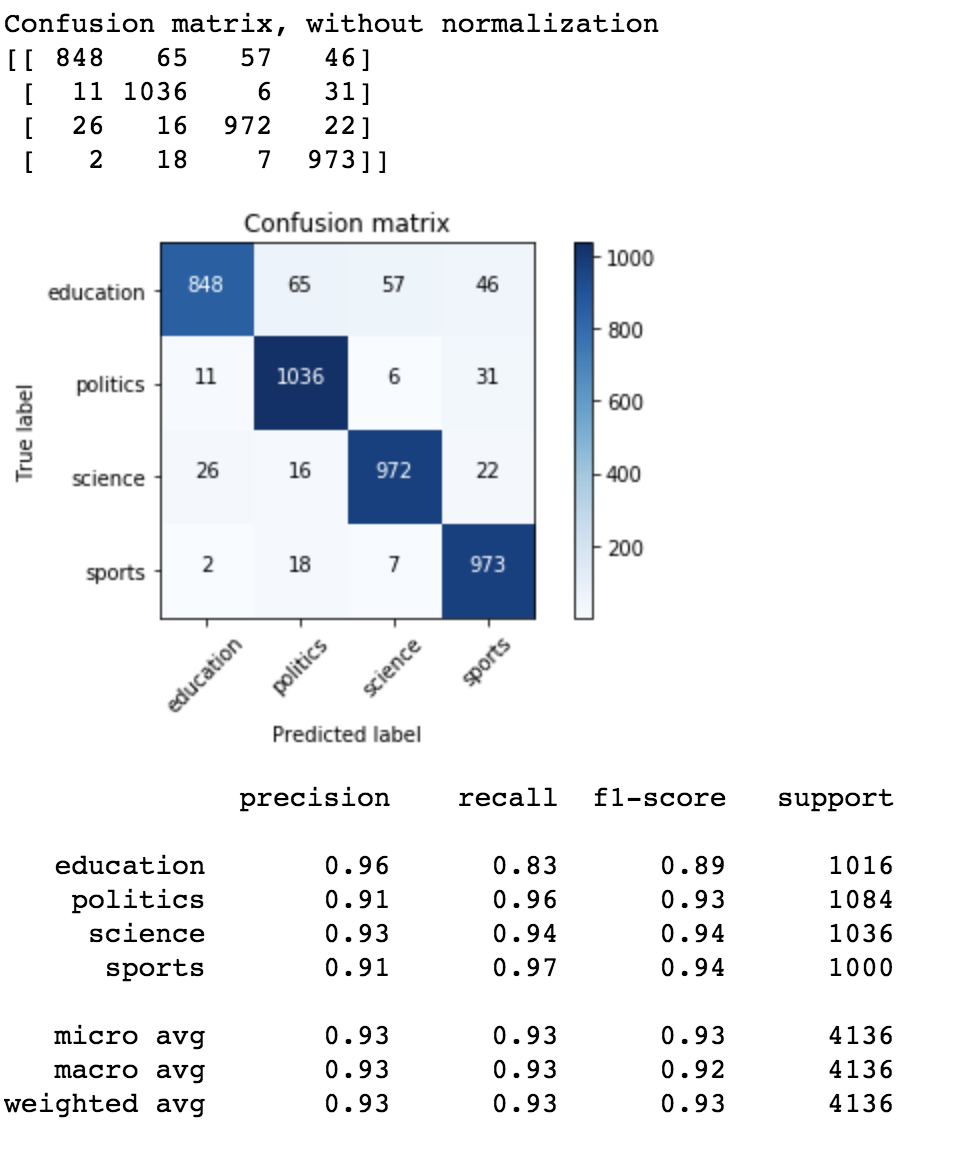 Confusion matrix, without normalization
[[ 848 65 57 46]
[ 11 1036 6 31]
[ 26 16 972 22]
[ 2 18 7 973]]
Confusion matrix
education 848 65 57 46
politics 11 1036 6 31
science 26 16 972 22
sports 2 18 7 973
True label
education politics science sports
Predicted label
1000
800
600
400
200
precision recall f1-score support
education 0.96 0.83 0.89 1016
politics 0.91 0.96 0.93 1084
science 0.93 0.94 0.94 1036
sports 0.91 0.97 0.94 1000
micro avg 0.93 0.93 0.93 4136
macro avg 0.93 0.93 0.92 4136
weighted avg 0.93 0.93 0.93 4136